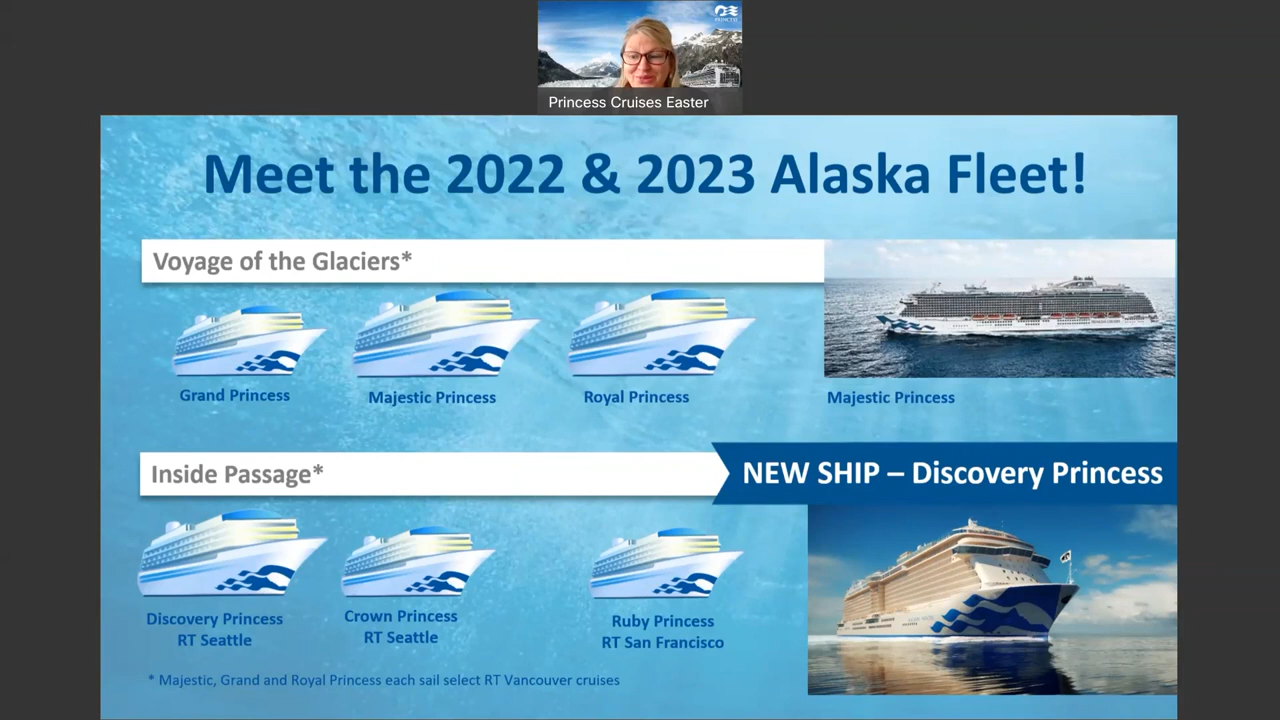 PRINCESS
Princess Cruises Easter
Meet the 2022 & 2023 Alaska Fleet!
Voyage of the Glaciers*
Grand Princess
Majestic Princess
Royal Princess
Majestic Princess
Inside Passage*
NEW SHIP – Discovery Princess
Discovery Princess
RT Seattle
Crown Princess
RT Seattle
Ruby Princess
RT San Francisco
* Majestic, Grand and Royal Princess each sail select RT Vancouver cruises